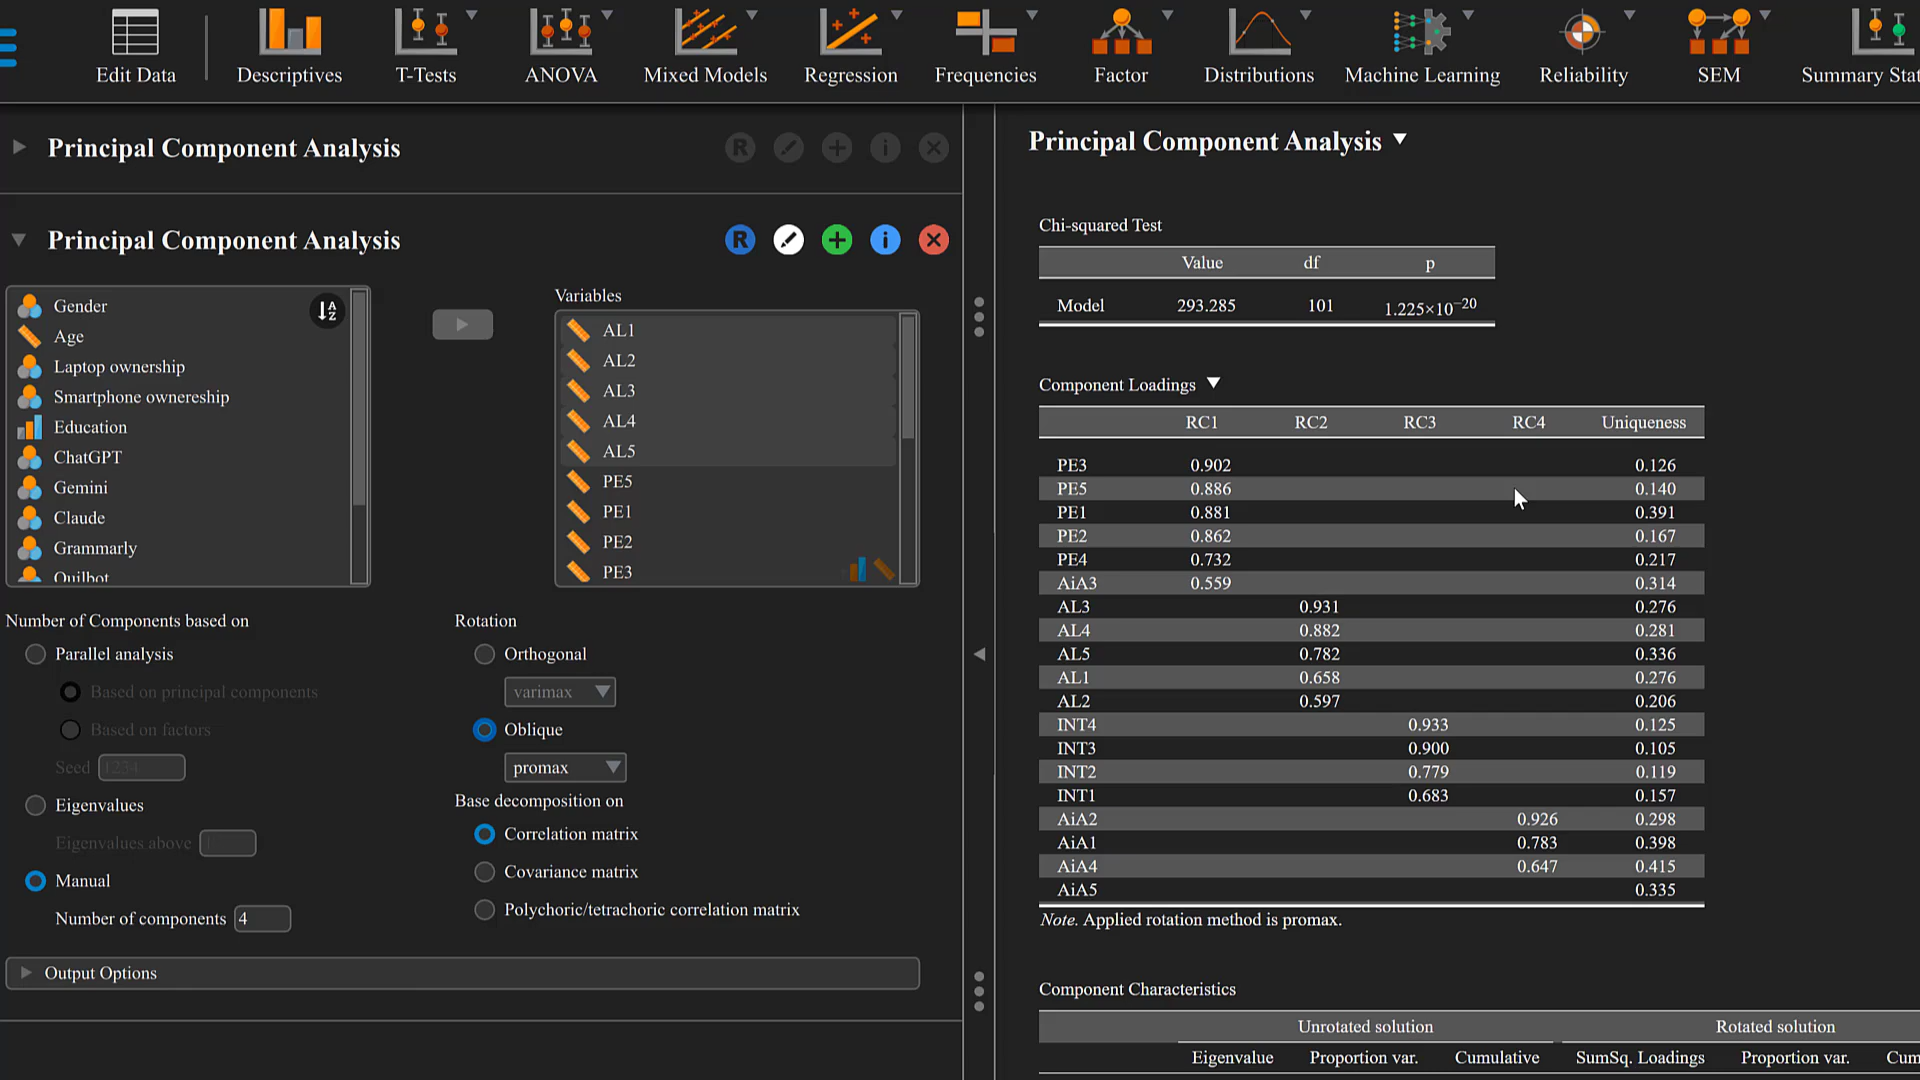 Edit Data
Descriptives
T-Tests
ANOVA
Mixed Models
Regression
Frequencies
Factor
Distributions
Machine Learning
Reliability
SEM
Summary Stat
Principal Component Analysis
R
Principal Component Analysis
R
i
Gender
Age
Laptop ownership
Smartphone ownereship
Education
ChatGPT
Gemini
Claude
Grammarly
Quilbot
Variables
AL1
AL2
AL3
AL4
AL5
PE5
PE1
PE2
PE3
Number of Components based on
Parallel analysis
Based on principal components
Based on factors
Seed 1234
Eigenvalues
Eigenvalues above
Manual
Number of components 4
Rotation
Orthogonal
varimax
Oblique
promax
Base decomposition on
Correlation matrix
Covariance matrix
Polychoric/tetrachoric correlation matrix
Output Options
Principal Component Analysis
Chi-squared Test
Value df p
Model 293.285 101 1.225×10⁻²⁰
Component Loadings
RC1 RC2 RC3 RC4 Uniqueness
PE3 0.902 0.126
PE5 0.886 0.140
PE1 0.881 0.391
PE2 0.862 0.167
PE4 0.732 0.217
AiA3 0.559 0.314
AL3 0.931 0.276
AL4 0.882 0.281
AL5 0.782 0.336
AL1 0.658 0.276
AL2 0.597 0.206
INT4 0.933 0.125
INT3 0.900 0.105
INT2 0.779 0.119
INT1 0.683 0.157
AiA2 0.926 0.298
AiA1 0.783 0.398
AiA4 0.647 0.415
AiA5 0.335
Note. Applied rotation method is promax.
Component Characteristics
Unrotated solution Rotated solution
Eigenvalue Proportion var. Cumulative SumSq. Loadings Proportion var. Cum